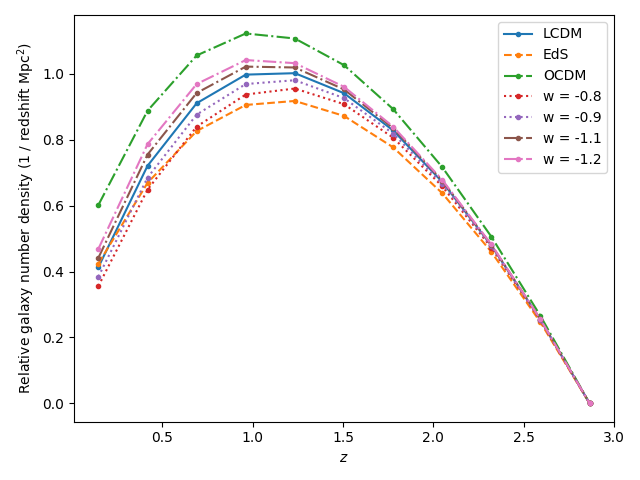 Relative galaxy number density (1 / redshift Mpc²)
1.0
0.8
0.6
0.4
0.2
0.0
0.5
1.0
1.5
2.0
2.5
3.0
z
LCDM
EdS
OCDM
w = -0.8
w = -0.9
w = -1.1
w = -1.2